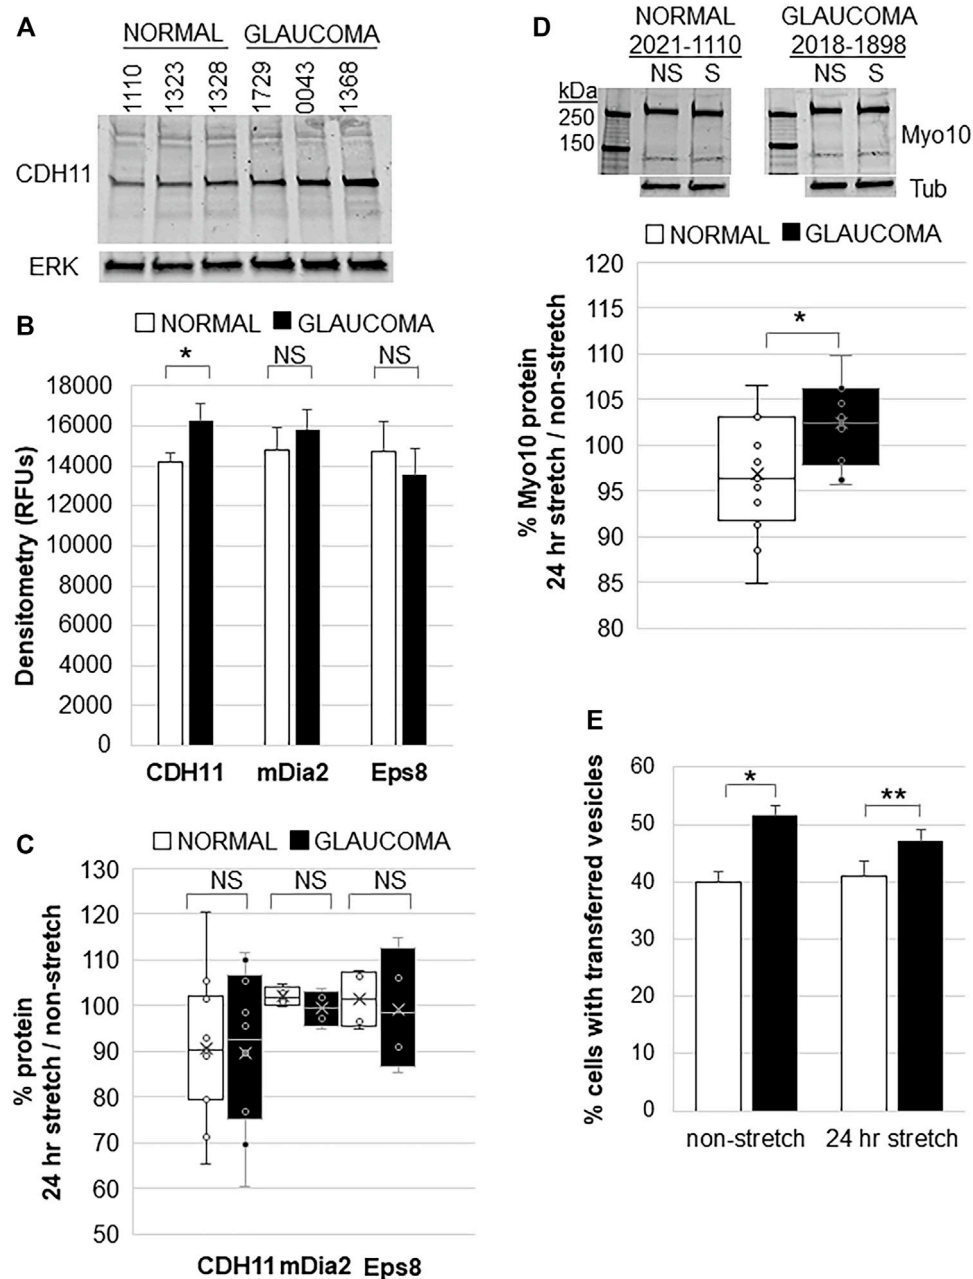 A
NORMAL GLAUCOMA
1110 1323 1328 1729 0043 1368
CDH11
ERK
B
NORMAL GLAUCOMA
* NS NS
18000
16000
14000
12000
10000
8000
6000
4000
2000
0
Densitometry (RFUs)
CDH11 mDia2 Eps8
C
NORMAL GLAUCOMA
NS NS NS
130
120
110
100
90
80
70
60
50
% protein
24 hr stretch / non-stretch
CDH11 mDia2 Eps8
D
NORMAL GLAUCOMA
2021-1110 2018-1898
NS S NS S
kDa
250
150
Myo10
Tub
NORMAL GLAUCOMA
*
120
115
110
105
100
95
90
85
80
% Myo10 protein
24 hr stretch / non-stretch
E
60
50
40
30
20
10
0
* **
% cells with transferred vesicles
non-stretch 24 hr stretch